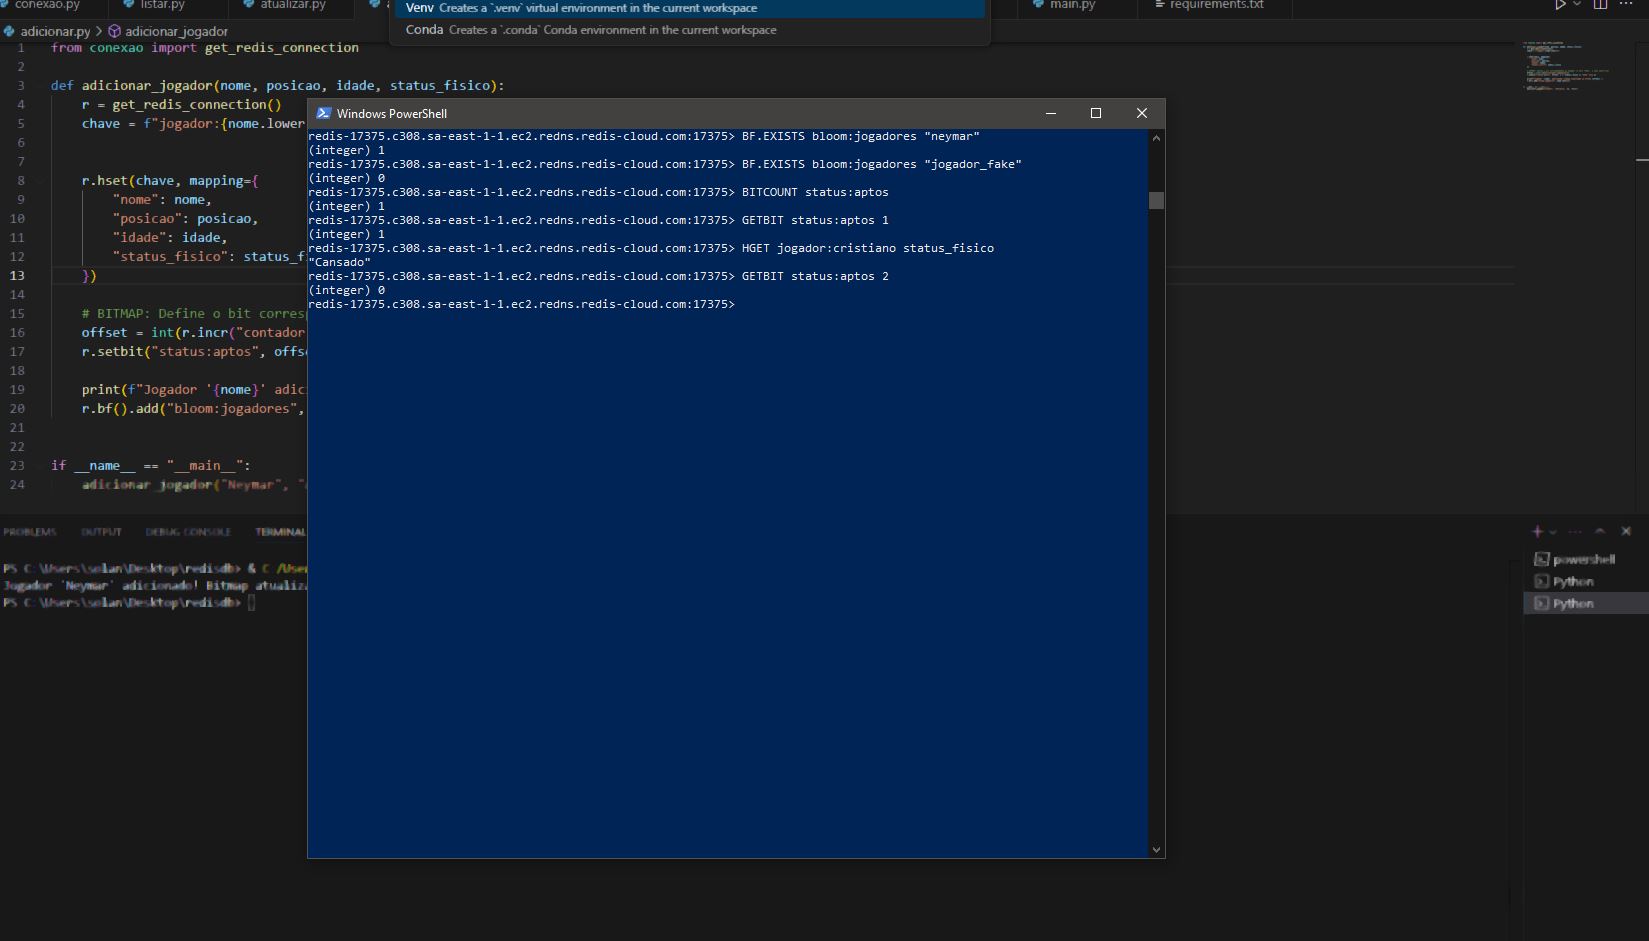 conexao.py
listar.py
atualizar.py
main.py
requirements.txt
Venv Creates a `.venv` virtual environment in the current workspace
Conda Creates a `.conda` Conda environment in the current workspace
adicionar.py > adicionar_jogador
1 from conexao import get_redis_connection
2
3 def adicionar_jogador(nome, posicao, idade, status_fisico):
4 r = get_redis_connection()
5 chave = f"jogador:{nome.lower
6
7
8 r.hset(chave, mapping={
9 "nome": nome,
10 "posicao": posicao,
11 "idade": idade,
12 "status_fisico": status_f
13 })
14
15 # BITMAP: Define o bit corresp
16 offset = int(r.incr("contador
17 r.setbit("status:aptos", offs
18
19 print(f"Jogador '{nome}' adic
20 r.bf().add("bloom:jogadores",
21
22
23 if __name__ == "__main__":
24 adicionar_jogador("Neymar", "
Windows PowerShell
redis-17375.c308.sa-east-1-1.ec2.redns.redis-cloud.com:17375> BF.EXISTS bloom:jogadores "neymar"
(integer) 1
redis-17375.c308.sa-east-1-1.ec2.redns.redis-cloud.com:17375> BF.EXISTS bloom:jogadores "jogador_fake"
(integer) 0
redis-17375.c308.sa-east-1-1.ec2.redns.redis-cloud.com:17375> BITCOUNT status:aptos
(integer) 1
redis-17375.c308.sa-east-1-1.ec2.redns.redis-cloud.com:17375> GETBIT status:aptos 1
(integer) 1
redis-17375.c308.sa-east-1-1.ec2.redns.redis-cloud.com:17375> HGET jogador:cristiano status_fisico
"Cansado"
redis-17375.c308.sa-east-1-1.ec2.redns.redis-cloud.com:17375> GETBIT status:aptos 2
(integer) 0
redis-17375.c308.sa-east-1-1.ec2.redns.redis-cloud.com:17375>
PROBLEMS OUTPUT DEBUG CONSOLE TERMINAL
PS C:\Users\solan\Desktop\redisdb> & C:/User
Jogador 'Neymar' adicionado! Bitmap atualiza
PS C:\Users\solan\Desktop\redisdb>
powershell
Python
Python